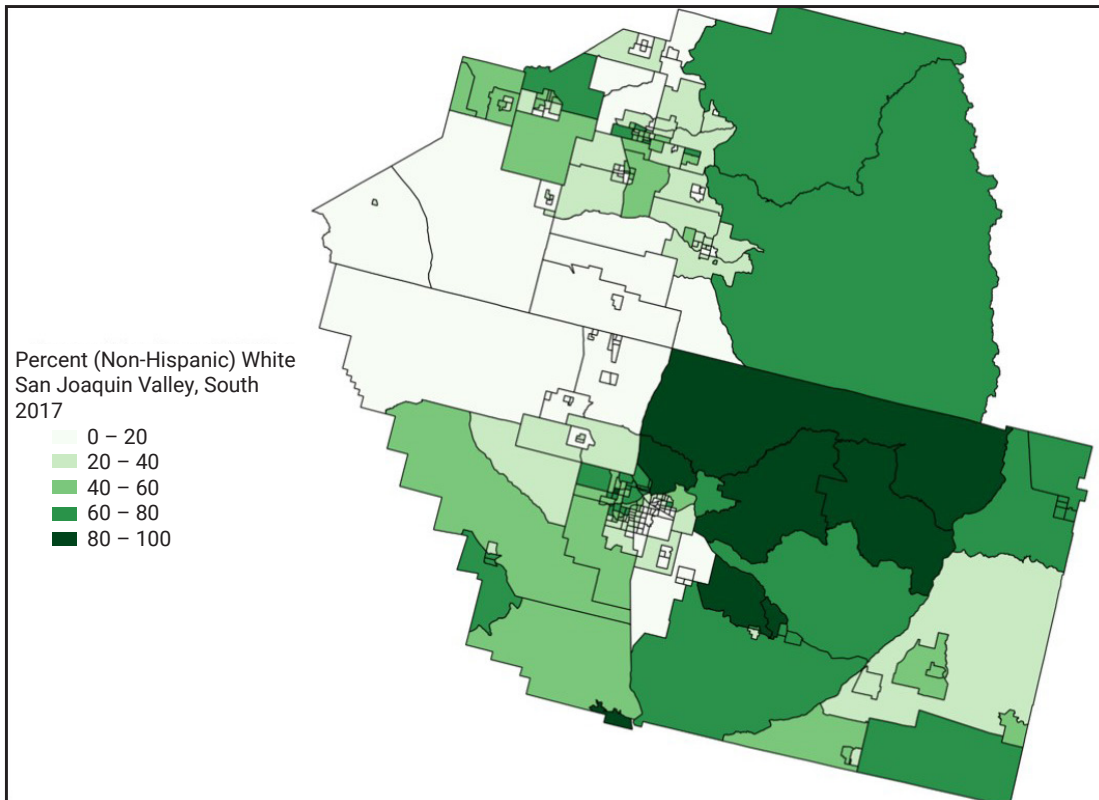 Percent (Non-Hispanic) White
San Joaquin Valley, South
2017
0 – 20
20 – 40
40 – 60
60 – 80
80 – 100